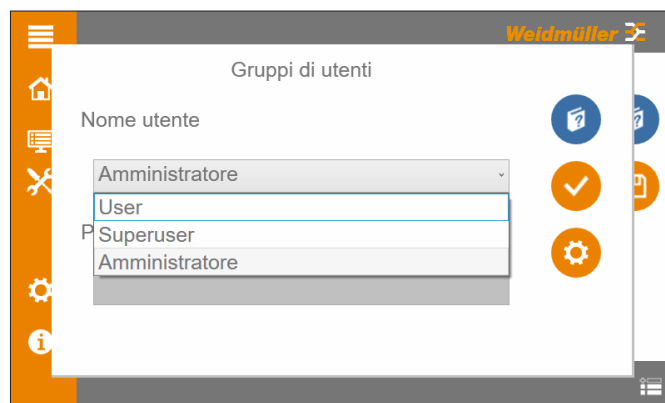 Weidmüller
Gruppi di utenti
Nome utente
Amministratore
User
P
Superuser
Amministratore